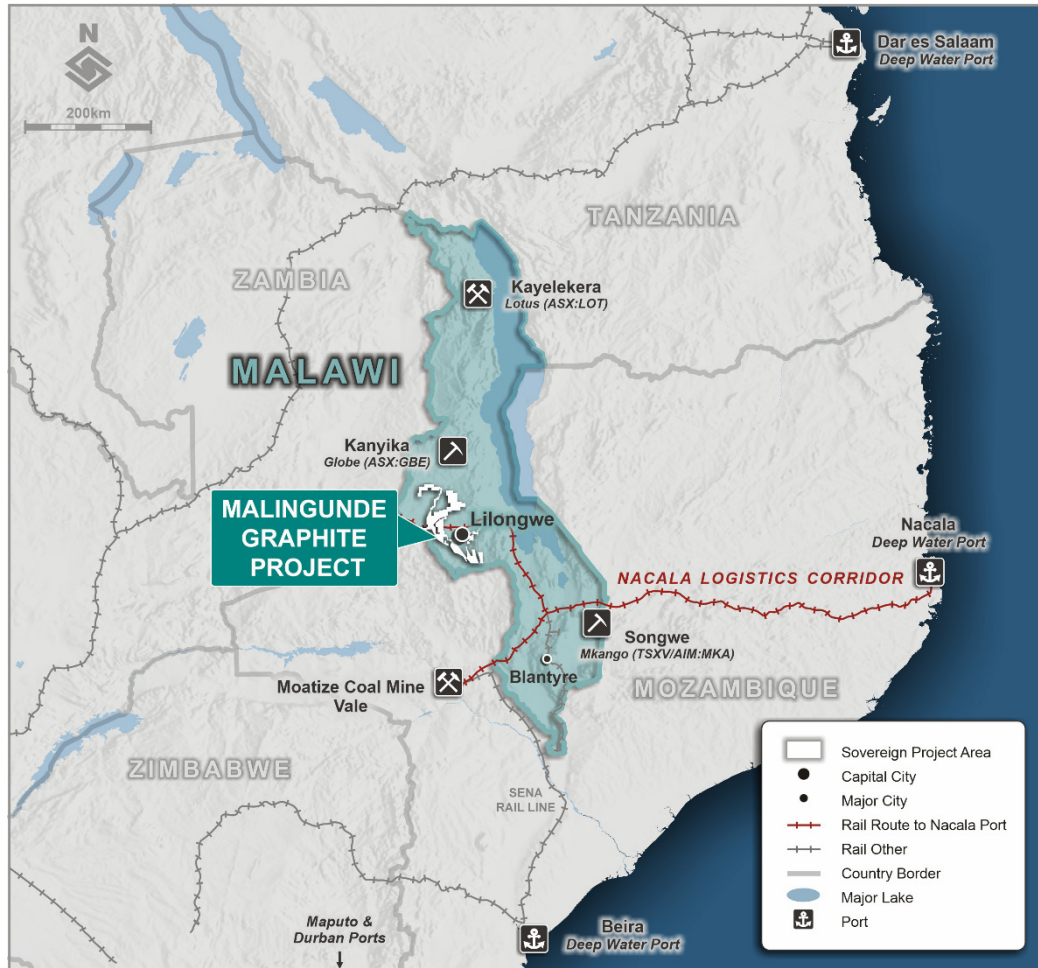 N
200km
Dar es Salaam
Deep Water Port
TANZANIA
ZAMBIA
Kayelekera
Lotus (ASX:LOT)
MALAWI
Kanyika
Globe (ASX:GBE)
MALINGUNDE
GRAPHITE
PROJECT
Lilongwe
Nacala
Deep Water Port
NACALA LOGISTICS CORRIDOR
Songwe
Mkango (TSXV/AIM:MKA)
Blantyre
Moatize Coal Mine
Vale
MOZAMBIQUE
ZIMBABWE
SENA
RAIL LINE
Maputo &
Durban Ports
Beira
Deep Water Port
Sovereign Project Area
Capital City
Major City
Rail Route to Nacala Port
Rail Other
Country Border
Major Lake
Port